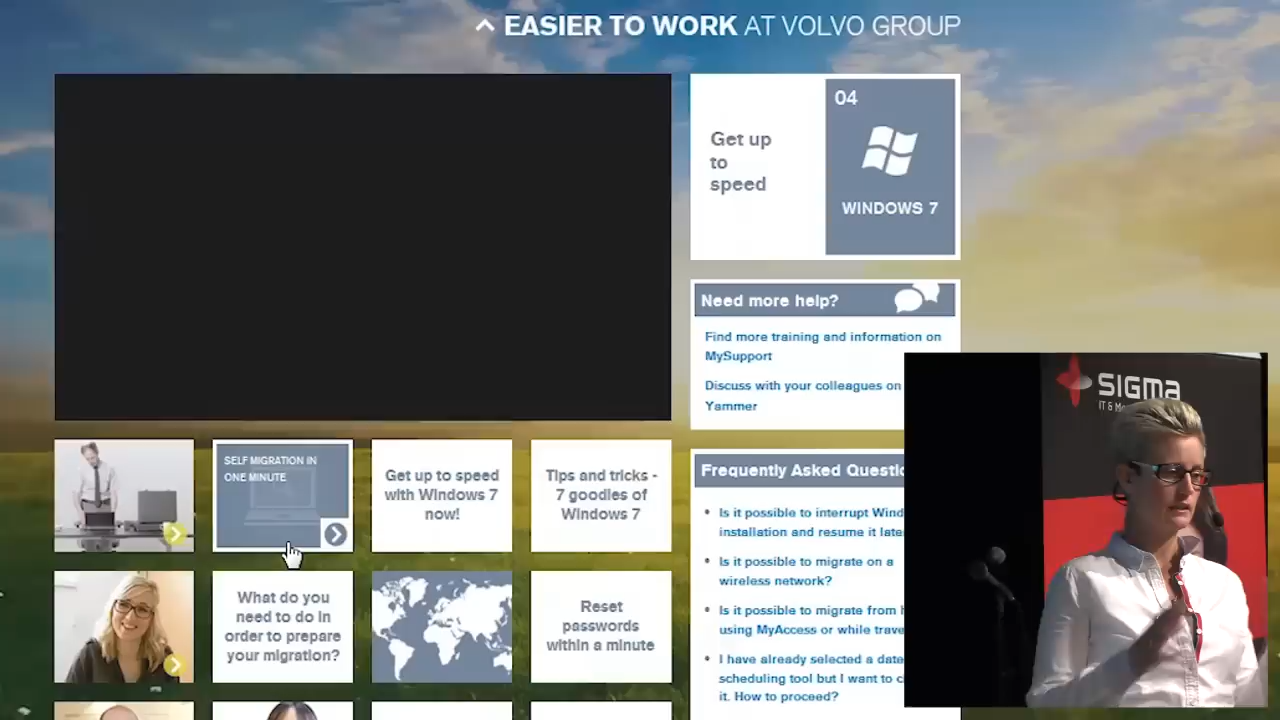 EASIER TO WORK AT VOLVO GROUP
Get up
to
speed
04
WINDOWS 7
Need more help?
Find more training and information on
MySupport
Discuss with your colleagues on
Yammer
SIGMA
IT &
SELF MIGRATION IN
ONE MINUTE
Get up to speed
with Windows 7
now!
Tips and tricks -
7 goodies of
Windows 7
What do you
need to do in
order to prepare
your migration?
Reset
passwords
within a minute
Frequently Asked
Is it possible to interrupt
installation and resume it
Is it possible to migrate on a
wireless network?
Is it possible to migrate from
using MyAccess or while
I have already selected a date
scheduling tool but I want to
it. How to proceed?